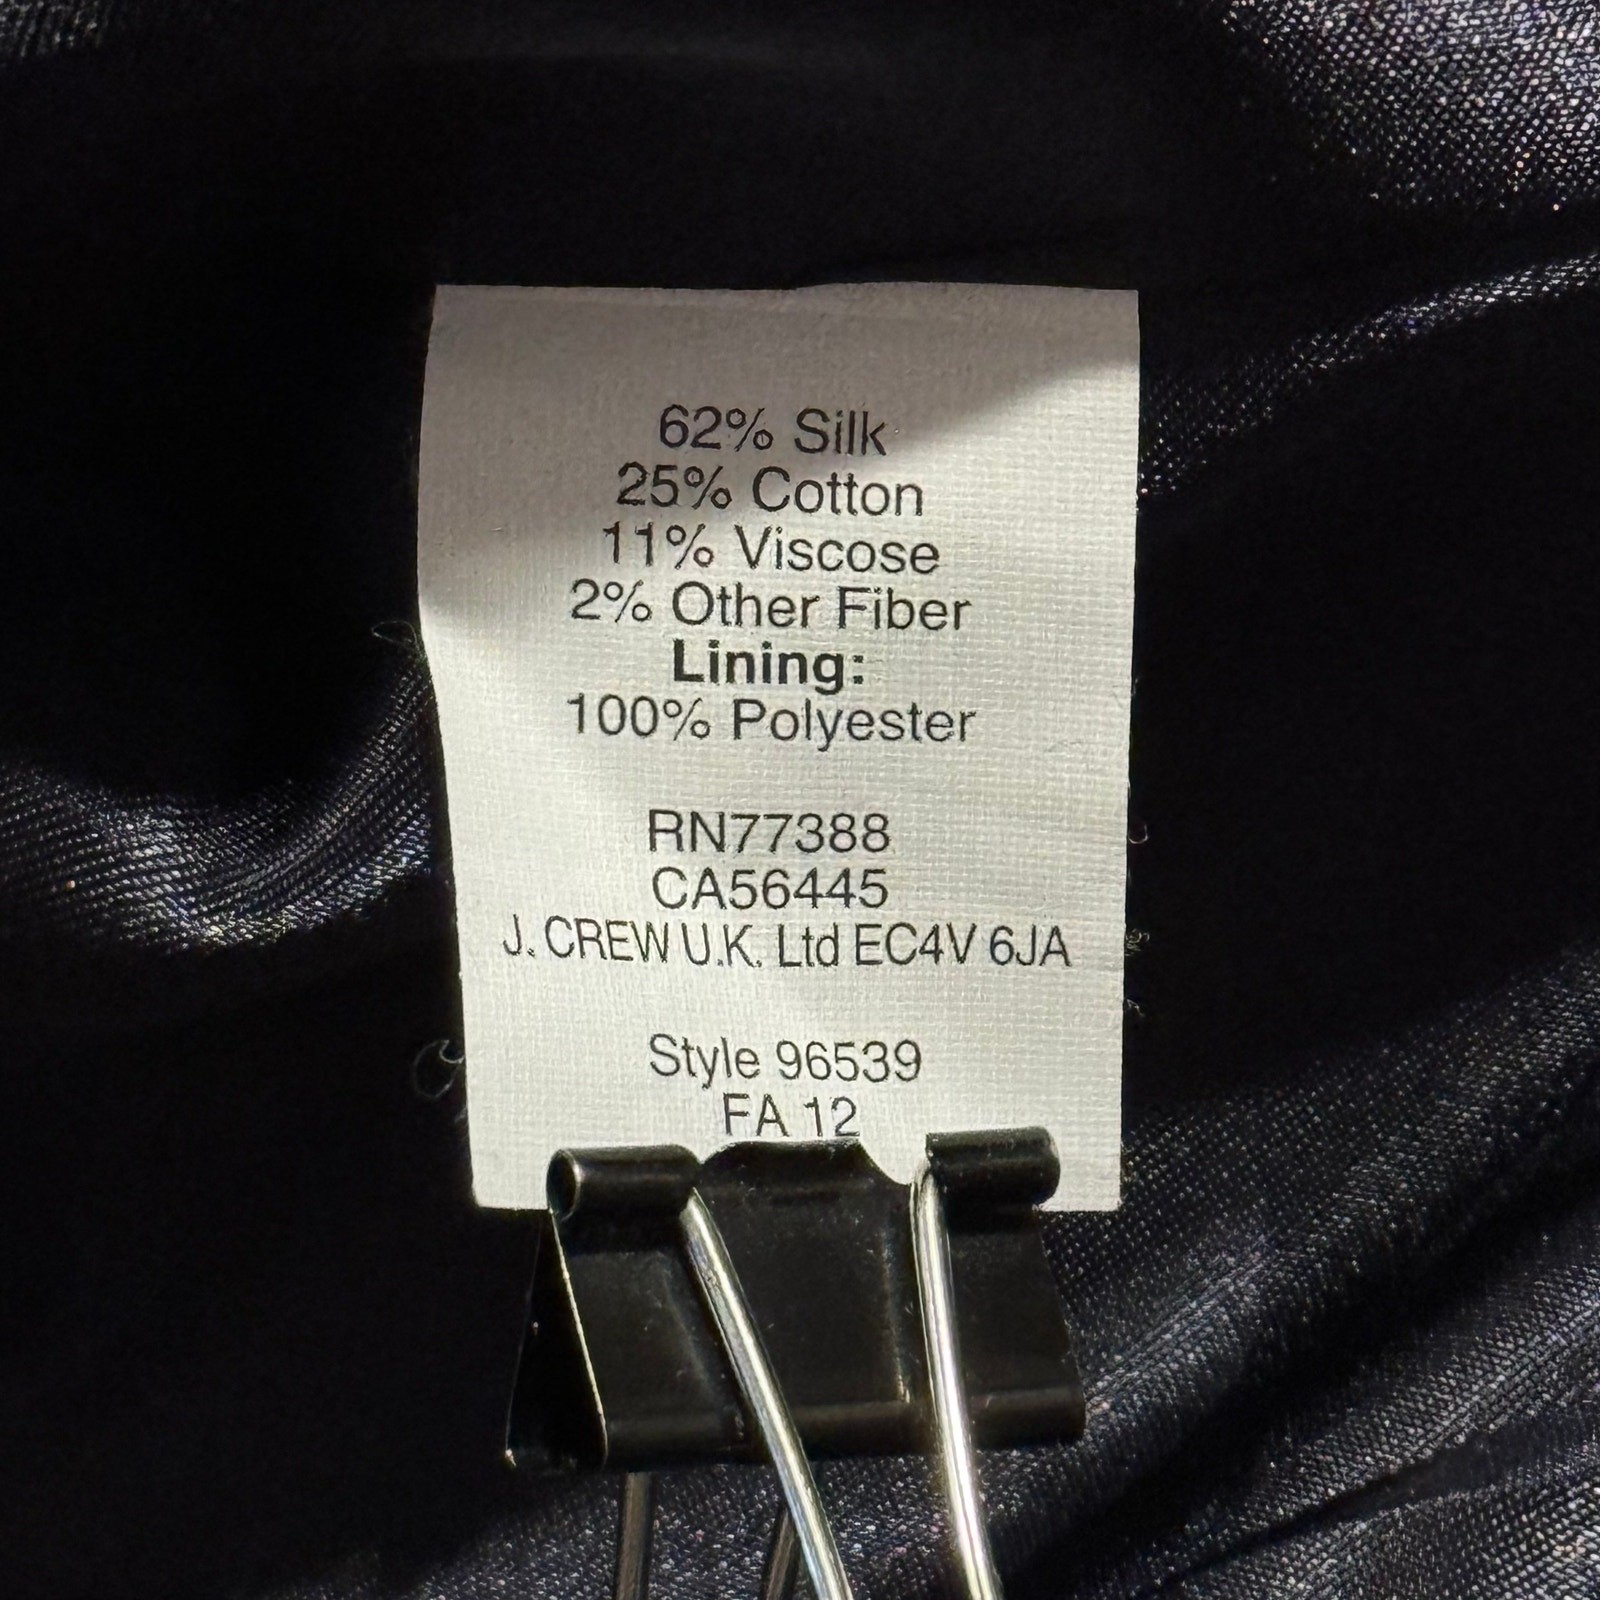 62% Silk
25% Cotton
11% Viscose
2% Other Fiber
Lining:
100% Polyester
RN77388
CA56445
J. CREW U.K. Ltd EC4V 6JA
Style 96539
FA 12